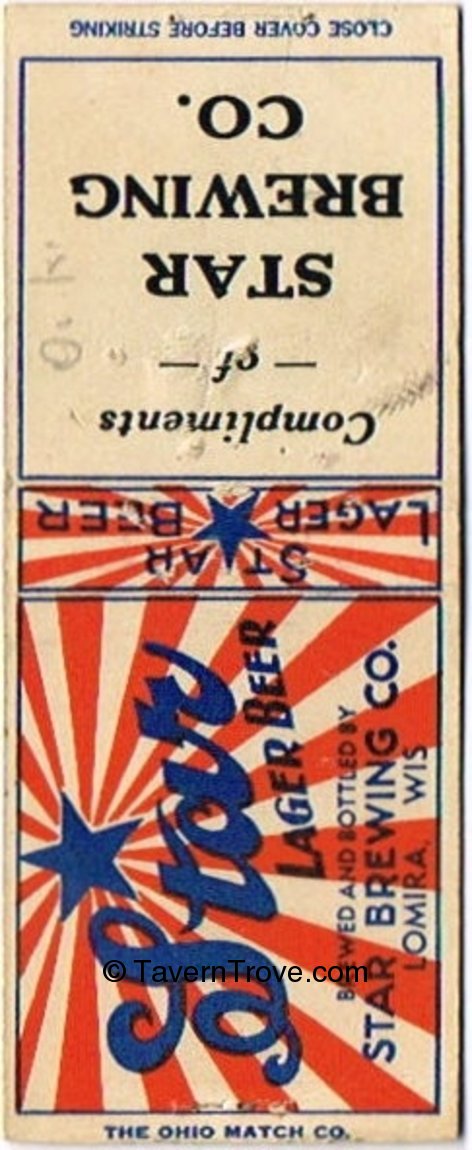 CLOSE COVER BEFORE STRIKING
Compliments
— of —
STAR
BREWING
CO.
STAR
LAGER BEER
Star
LAGER BEER
BREWED AND BOTTLED BY
STAR BREWING CO.
LOMIRA, WIS
© TavernTrove.com
THE OHIO MATCH CO.